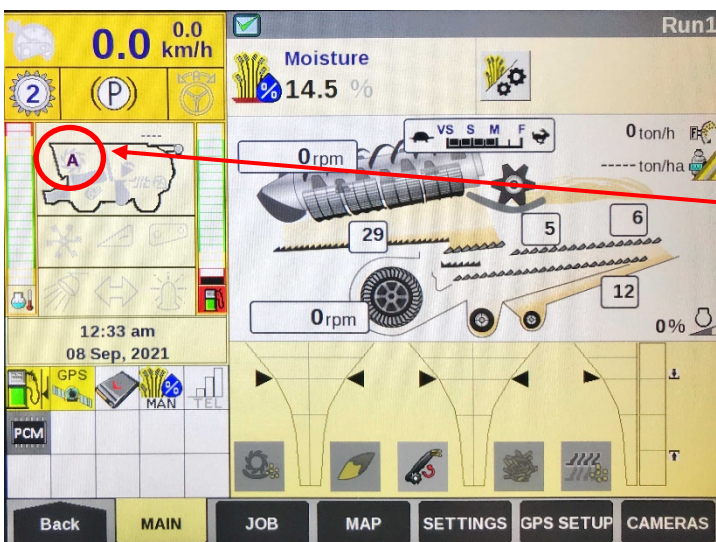 0.0
0.0
km/h
Run1
Moisture
14.5 %
2
(P)
A
----
VS S M F
0 ton/h
----- ton/ha
0 rpm
29
5
6
12
0 rpm
0%
12:33 am
08 Sep, 2021
GPS
MAN
TEL
PCM
Back
MAIN
JOB
MAP
SETTINGS
GPS SETUP
CAMERAS